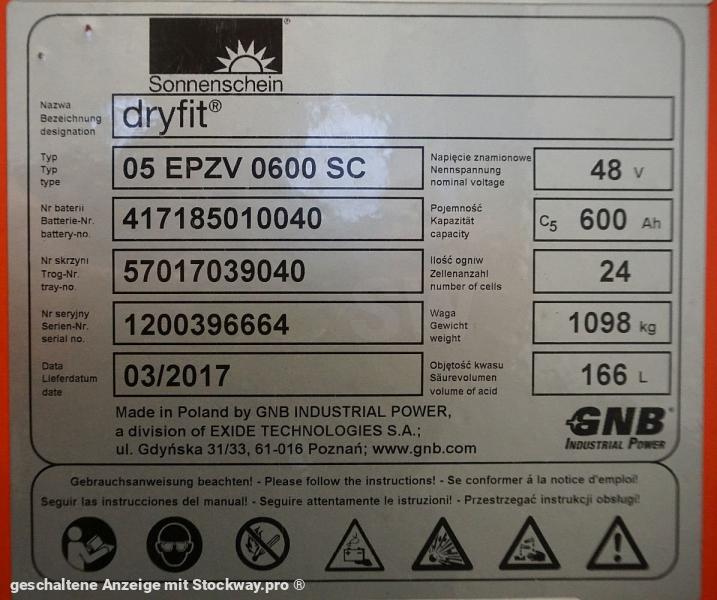 Sonnenschein ®
Nazwa
Bezeichnung
designation
dryfit®
Typ
Typ
type
05 EPZV 0600 SC
Napięcie znamionowe
Nennspannung
nominal voltage
48 V
Nr baterii
Batterie-Nr.
battery-no.
417185010040
Pojemność
Kapazität
capacity
C5 600 Ah
Nr skrzyni
Trog-Nr.
tray-no.
57017039040
Ilość ogniw
Zellenanzahl
number of cells
24
Nr seryjny
Serien-Nr.
serial no.
1200396664
Waga
Gewicht
weight
1098 kg
Data
Lieferdatum
date
03/2017
Objętość kwasu
Säurevolumen
volume of acid
166 L
Made in Poland by GNB INDUSTRIAL POWER,
a division of EXIDE TECHNOLOGIES S.A.;
ul. Gdyńska 31/33, 61-016 Poznań; www.gnb.com
GNB®
INDUSTRIAL POWER
Gebrauchsanweisung beachten! - Please follow the instructions! - Se conformer á la notice d'emploi!
Seguir las instrucciones del manual! - Seguire attentamente le istruzioni! - Przestrzegać instrukcji obsługi!
geschaltene Anzeige mit Stockway.pro ®